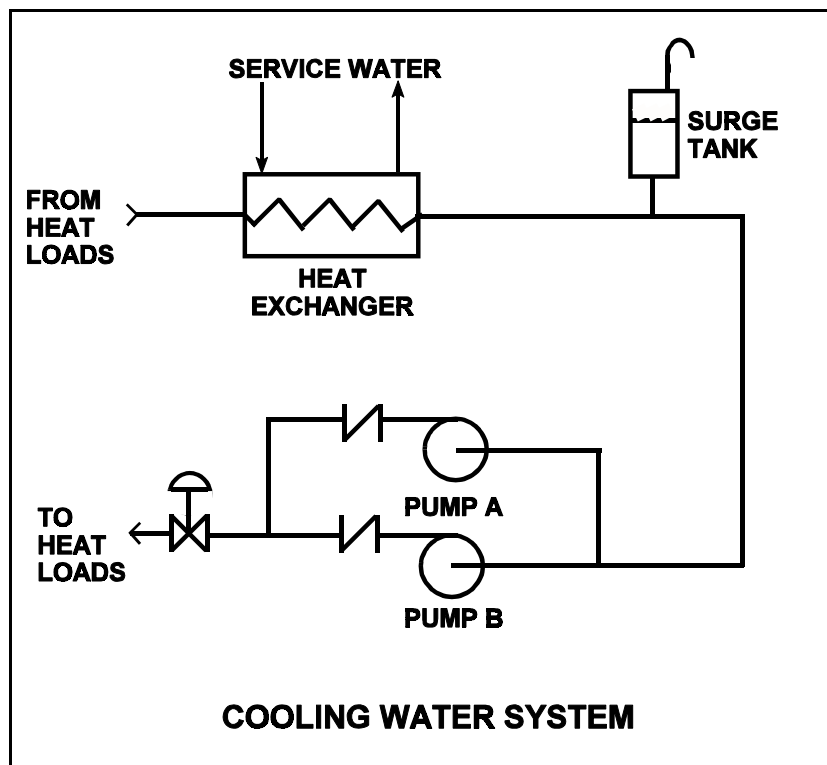 SERVICE WATER
SURGE
TANK
FROM
HEAT
LOADS
HEAT
EXCHANGER
PUMP A
TO
HEAT
LOADS
PUMP B
COOLING WATER SYSTEM